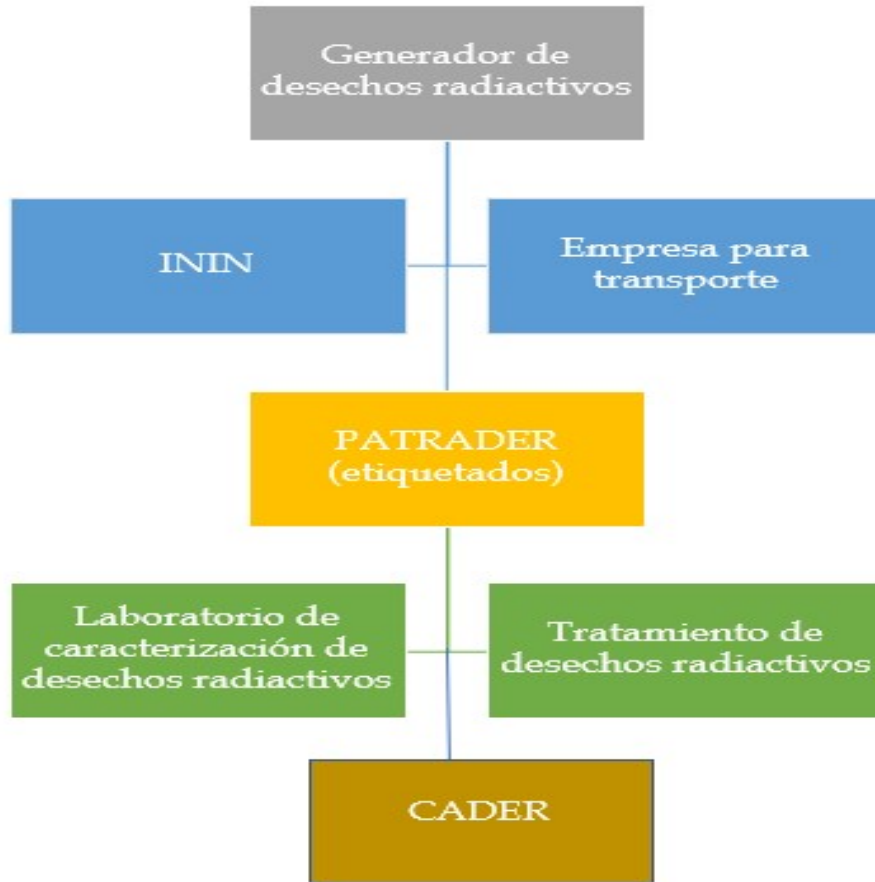 Generador de
desechos radiactivos
ININ
Empresa para
transporte
PATRADER
(etiquetados)
Laboratorio de
caracterización de
desechos radiactivos
Tratamiento de
desechos radiactivos
CADER